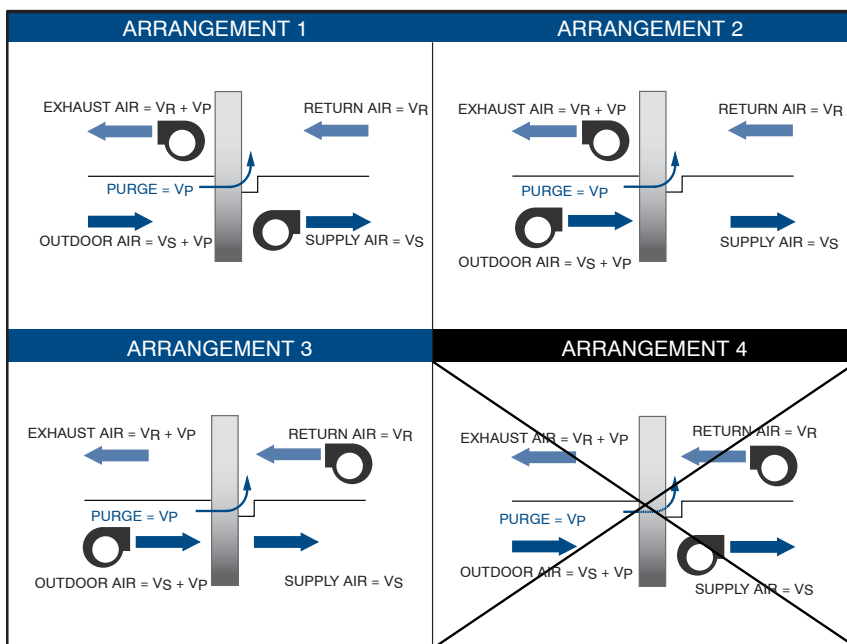 ARRANGEMENT 1
EXHAUST AIR = VR + VP
RETURN AIR = VR
PURGE = VP
OUTDOOR AIR = VS + VP
SUPPLY AIR = VS
ARRANGEMENT 2
EXHAUST AIR = VR + VP
RETURN AIR = VR
PURGE = VP
OUTDOOR AIR = VS + VP
SUPPLY AIR = VS
ARRANGEMENT 3
EXHAUST AIR = VR + VP
RETURN AIR = VR
PURGE = VP
OUTDOOR AIR = VS + VP
SUPPLY AIR = VS
ARRANGEMENT 4
EXHAUST AIR = VR + VP
RETURN AIR = VR
PURGE = VP
OUTDOOR AIR = VS + VP
SUPPLY AIR = VS